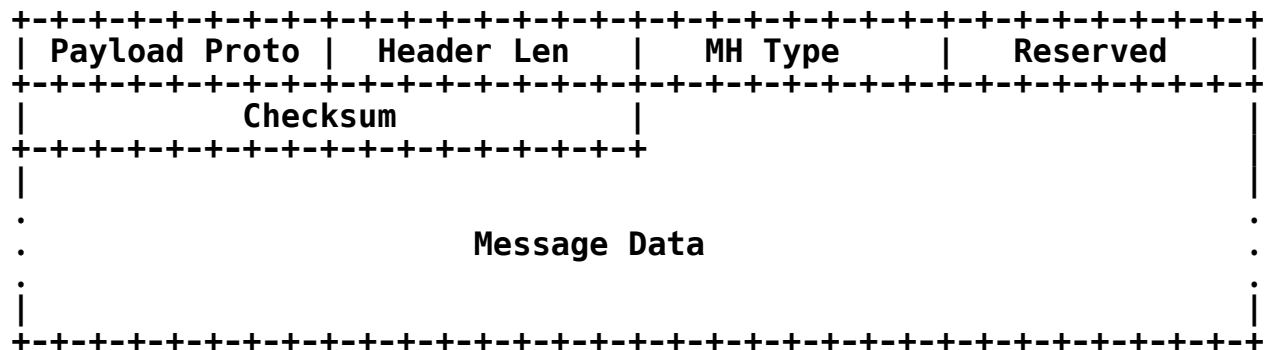 +-+-+-+-+-+-+-+-+-+-+-+-+-+-+-+-+-+-+-+-+-+-+-+-+-+-+-+-+-+-+-+-+
| Payload Proto |  Header Len   |   MH Type     |   Reserved    |
+-+-+-+-+-+-+-+-+-+-+-+-+-+-+-+-+-+-+-+-+-+-+-+-+-+-+-+-+-+-+-+-+
|           Checksum            |                               |
+-+-+-+-+-+-+-+-+-+-+-+-+-+-+-+-+                               |
|                                                               |
.                                                               .
.                       Message Data                            .
.                                                               .
|                                                               |
+-+-+-+-+-+-+-+-+-+-+-+-+-+-+-+-+-+-+-+-+-+-+-+-+-+-+-+-+-+-+-+-+